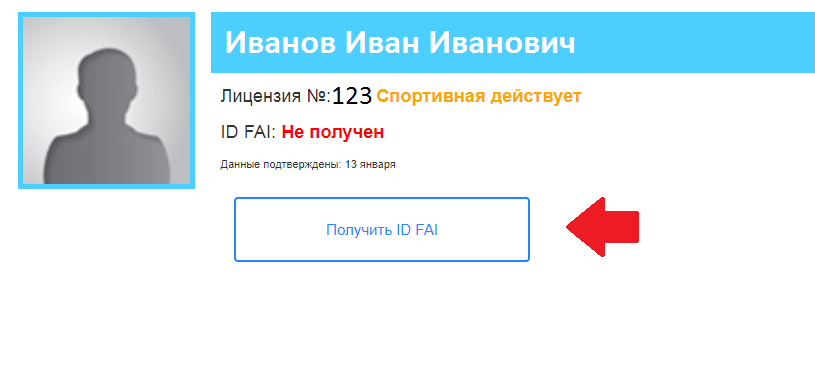 Иванов Иван Иванович
Лицензия №:123 Спортивная действует
ID FAI: Не получен
Данные подтверждены: 13 января
Получить ID FAI